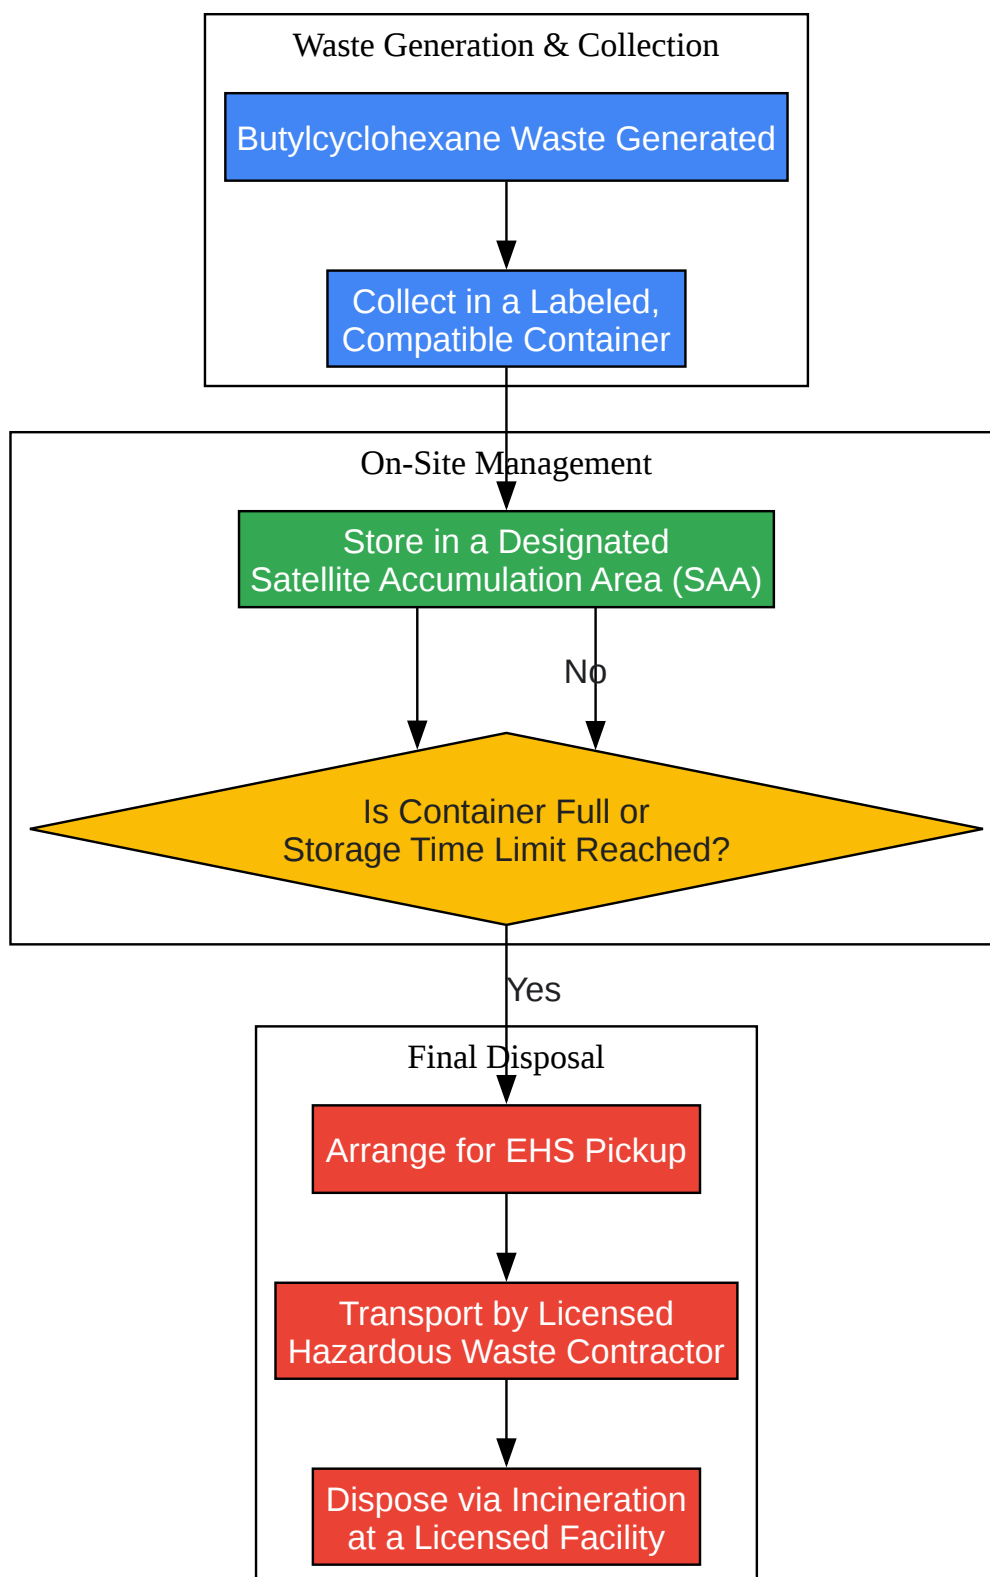 Waste Generation & Collection
Butylcyclohexane Waste Generated
Collect in a Labeled,
Compatible Container
On-Site Management
Store in a Designated
Satellite Accumulation Area (SAA)
No
Is Container Full or
Storage Time Limit Reached?
Yes
Final Disposal
Arrange for EHS Pickup
Transport by Licensed
Hazardous Waste Contractor
Dispose via Incineration
at a Licensed Facility